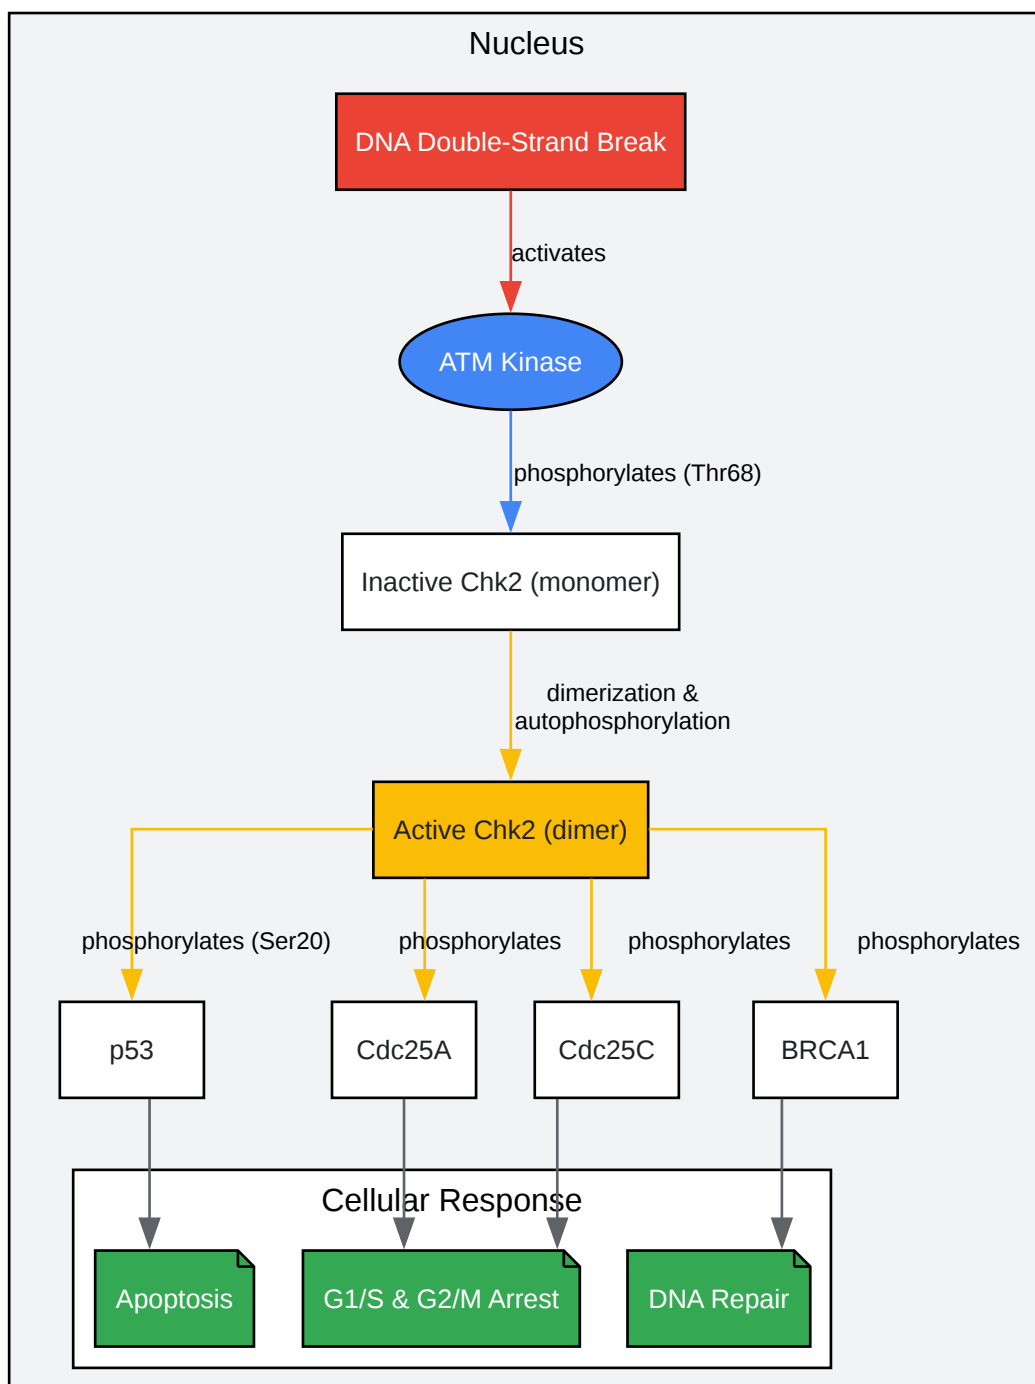 Nucleus
DNA Double-Strand Break
activates
ATM Kinase
phosphorylates (Thr68)
Inactive Chk2 (monomer)
dimerization &
autophosphorylation
Active Chk2 (dimer)
phosphorylates (Ser20)
phosphorylates
phosphorylates
phosphorylates
p53
Cdc25A
Cdc25C
BRCA1
Cellular Response
Apoptosis
G1/S & G2/M Arrest
DNA Repair